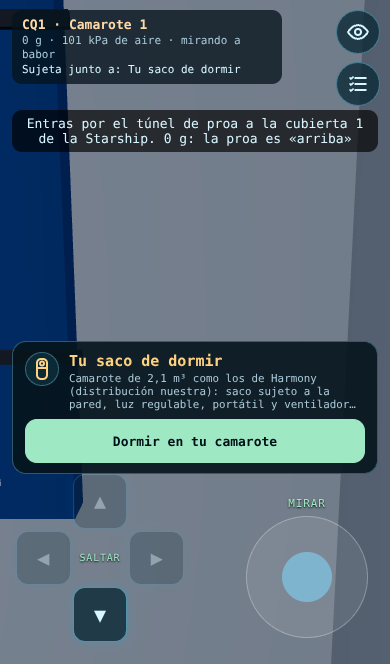 CQ1 · Camarote 1
0 g · 101 kPa de aire · mirando a
babor
Sujeta junto a: Tu saco de dormir
Entras por el túnel de proa a la cubierta 1
de la Starship. 0 g: la proa es «arriba»
Tu saco de dormir
Camarote de 2,1 m³ como los de Harmony
(distribución nuestra): saco sujeto a la
pared, luz regulable, portátil y ventilador…
Dormir en tu camarote
MIRAR
SALTAR